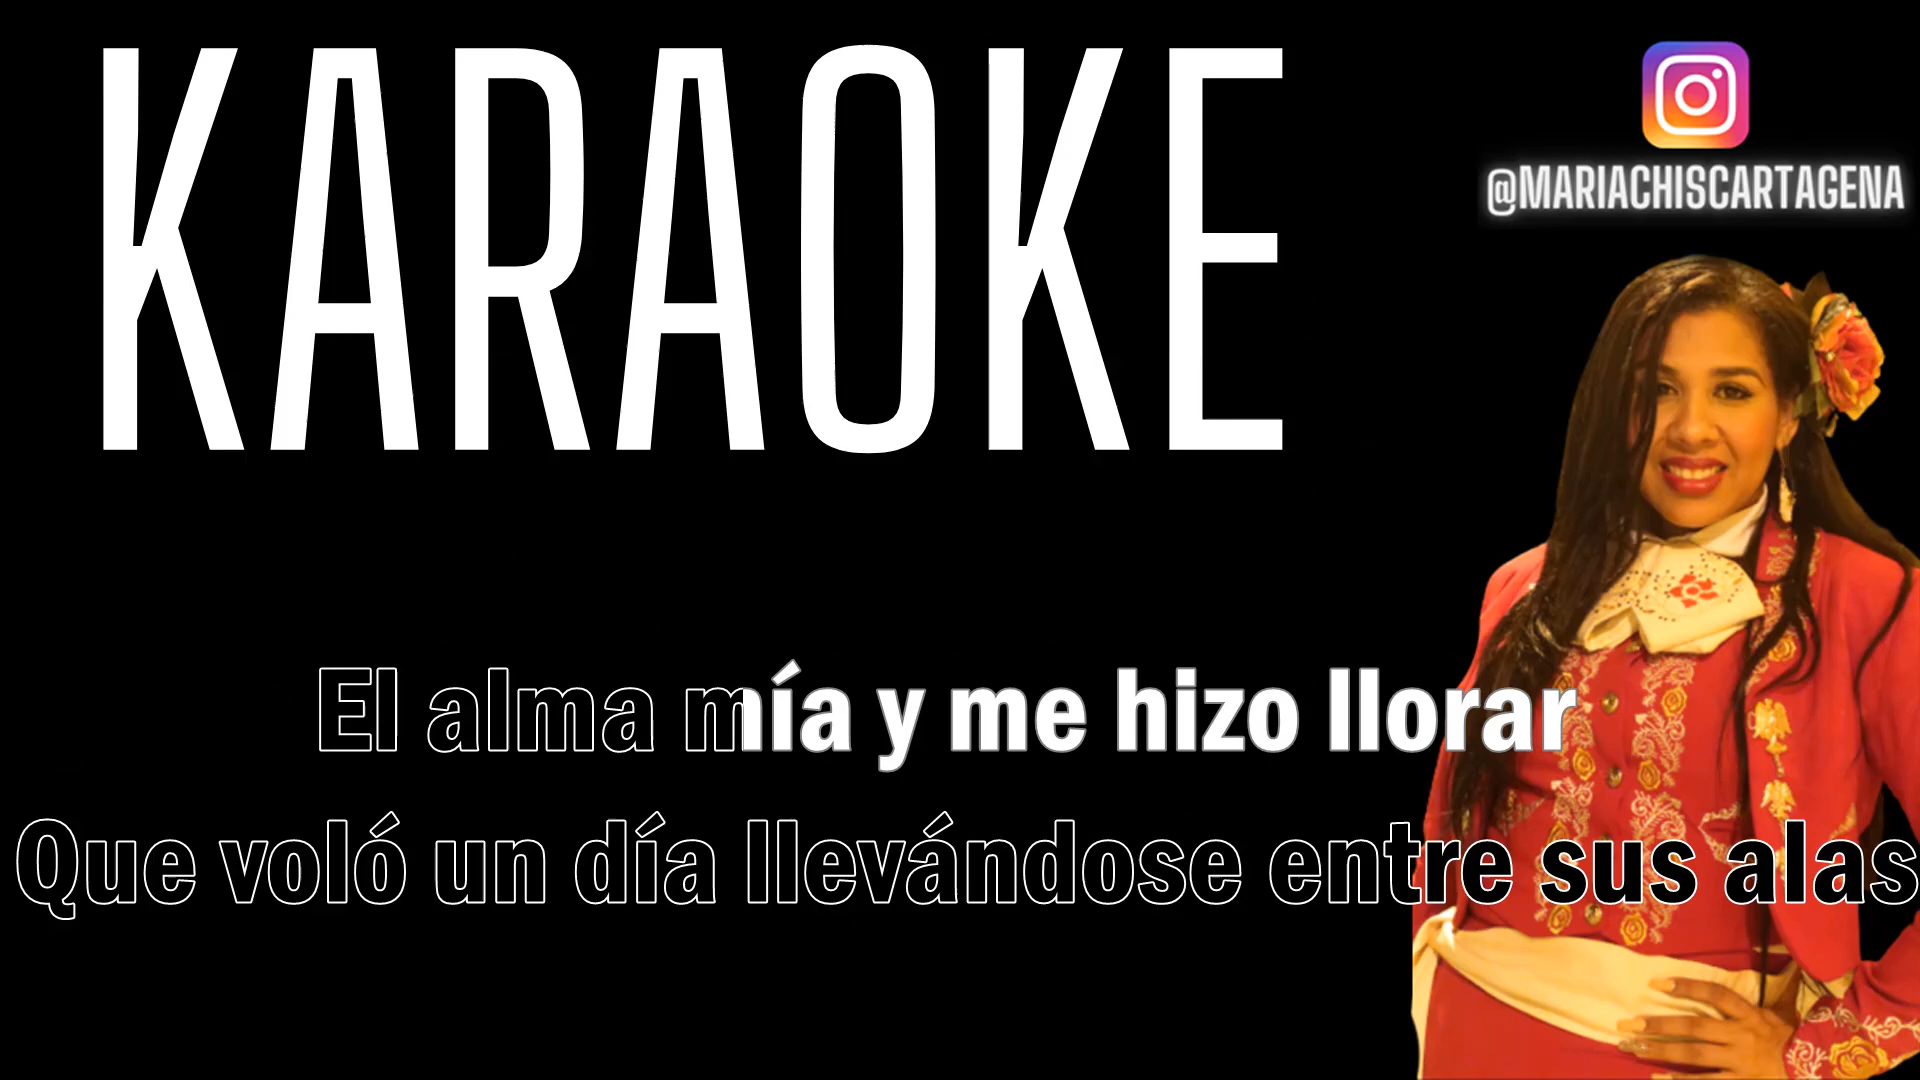 KARAOKE
@MARIACHISCARTAGENA
El alma mía y me hizo llorar
Que voló un día llevándose entre sus alas